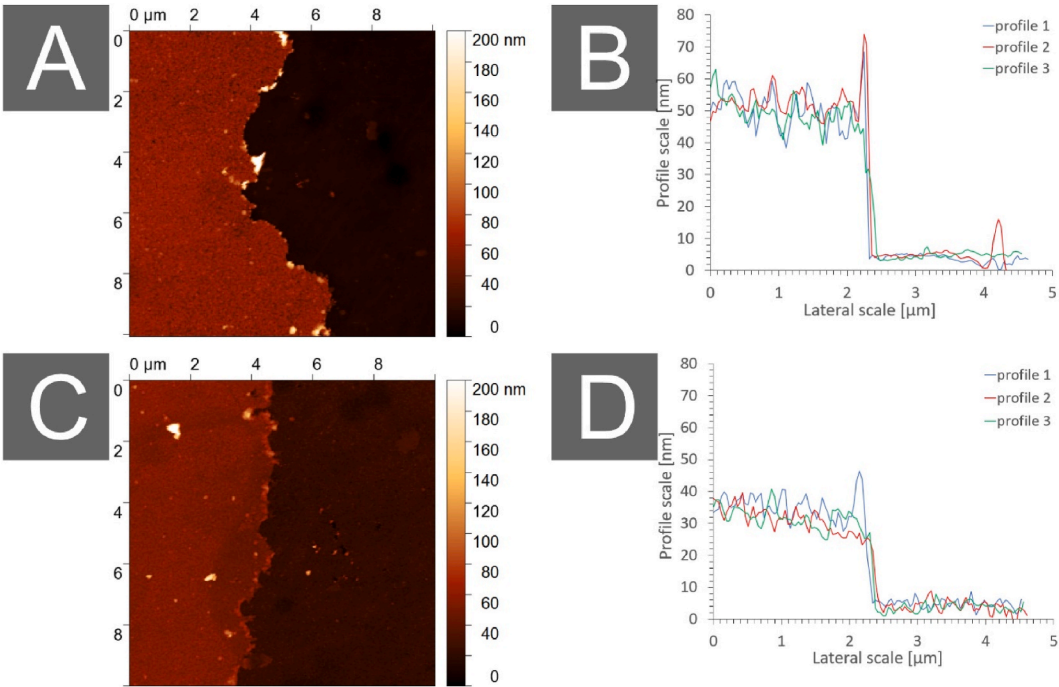 A
0 µm 2 4 6 8
0
2
4
6
8
200 nm
180
160
140
120
100
80
60
40
20
0
B
profile 1
profile 2
profile 3
Profile scale [nm]
80
70
60
50
40
30
20
10
0
0 1 2 3 4 5
Lateral scale [µm]
C
0 µm 2 4 6 8
0
2
4
6
8
200 nm
180
160
140
120
100
80
60
40
20
0
D
profile 1
profile 2
profile 3
Profile scale [nm]
80
70
60
50
40
30
20
10
0
0 1 2 3 4 5
Lateral scale [µm]